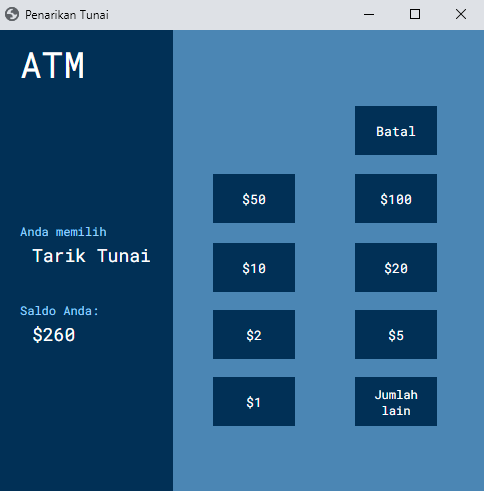 Penarikan Tunai
ATM
Anda memilih
Tarik Tunai
Saldo Anda:
$260
Batal
$50
$100
$10
$20
$2
$5
$1
Jumlah
lain